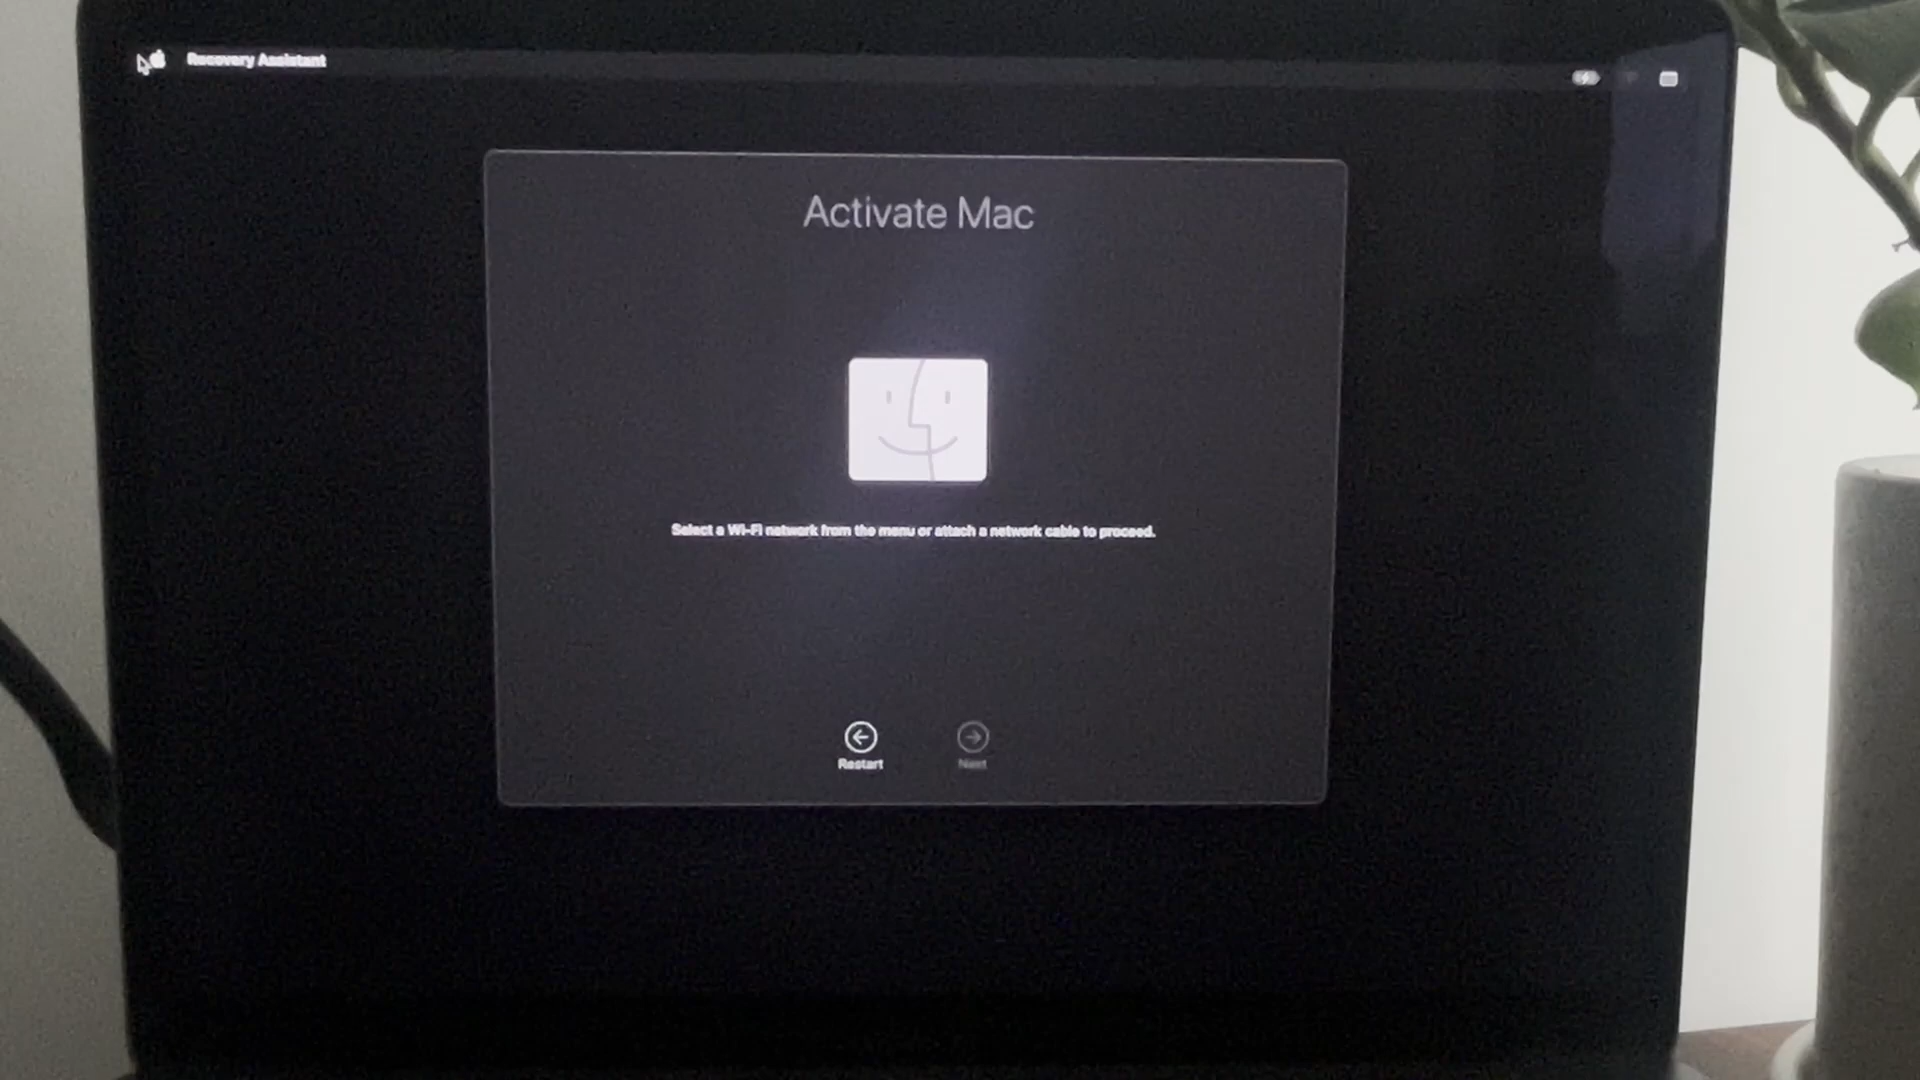 Recovery Assistant
Activate Mac
Select a Wi-Fi network from the menu or attach a network cable to proceed.
Restart
Next